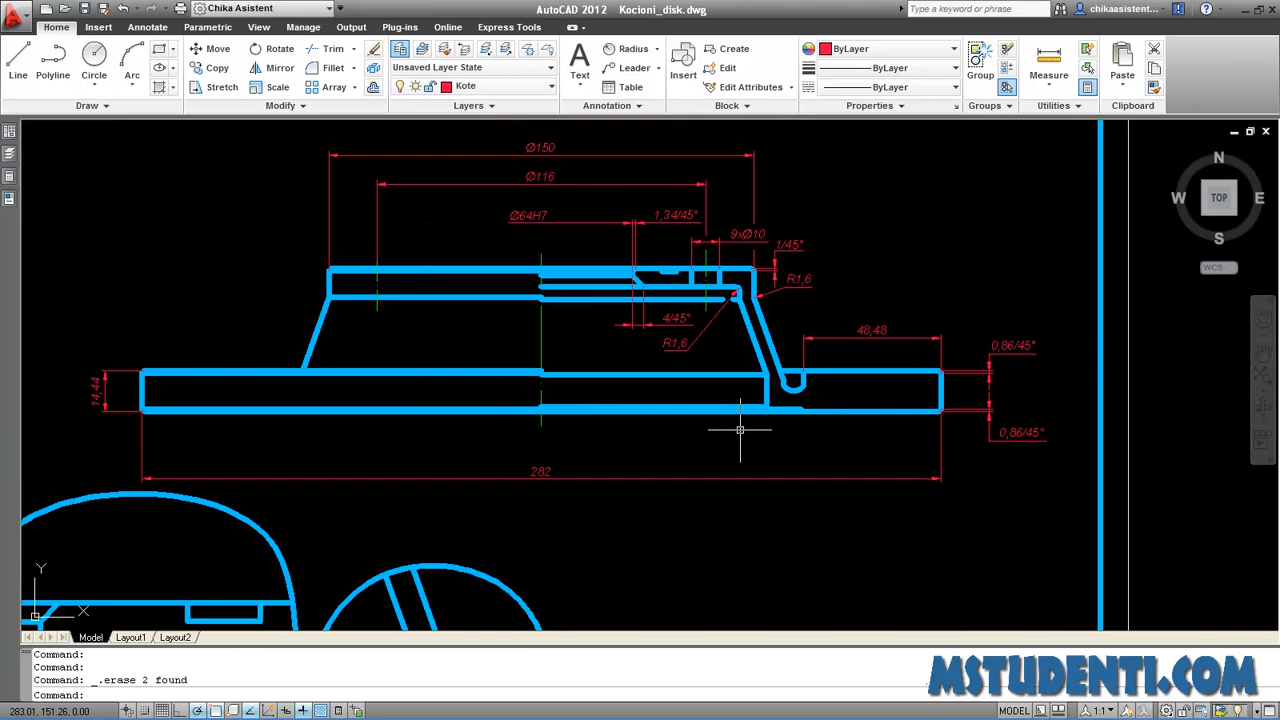 Chika Asistent
AutoCAD 2012 Kocioni_disk.dwg
Type a keyword or phrase
chikaasistent...
Home Insert Annotate Parametric View Manage Output Plug-ins Online Express Tools
Line Polyline Circle Arc
Move Rotate Trim
Copy Mirror Fillet
Stretch Scale Array
Unsaved Layer State
Kote
Text
Radius
Leader
Table
Insert
Create
Edit
Edit Attributes
ByLayer
ByLayer
ByLayer
Group
Measure
Paste
Draw Modify Layers Annotation Block Properties Groups Utilities Clipboard
N
W TOP E
S
WCS
Ø150
Ø116
Ø64H7 1,34/45°
9xØ10
1/45°
R1,6
4/45°
R1,6
48,48
0,86/45°
14,44
0,86/45°
282
Y
X
Model Layout1 Layout2
Command:
Command:
Command: _.erase 2 found
Command:
MSTUDENTI.COM
283.01, 151.26, 0.00
MODEL
1:1